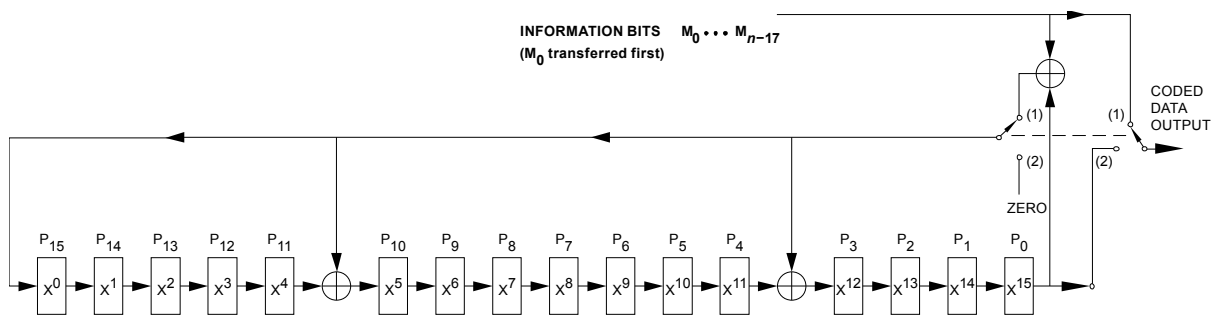 INFORMATION BITS M₀ • • • Mₙ₋₁₇
(M₀ transferred first)
CODED
DATA
OUTPUT
(1) (1)
(2) (2)
ZERO
P₁₅ P₁₄ P₁₃ P₁₂ P₁₁ P₁₀ P₉ P₈ P₇ P₆ P₅ P₄ P₃ P₂ P₁ P₀
X⁰ X¹ X² X³ X⁴ X⁵ X⁶ X⁷ X⁸ X⁹ X¹⁰ X¹¹ X¹² X¹³ X¹⁴ X¹⁵